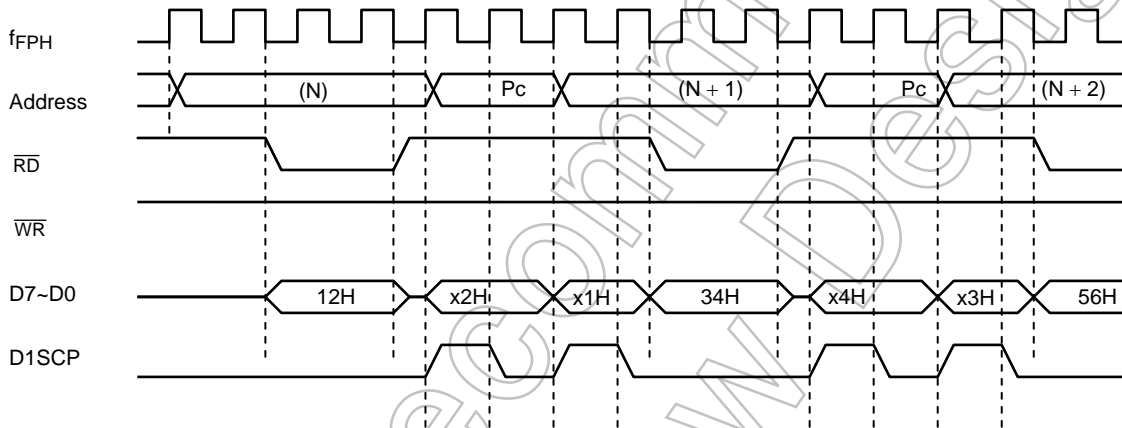 fFPH
Address (N) Pc (N + 1) Pc (N + 2)
RD
WR
D7~D0 12H x2H x1H 34H x4H x3H 56H
D1SCP